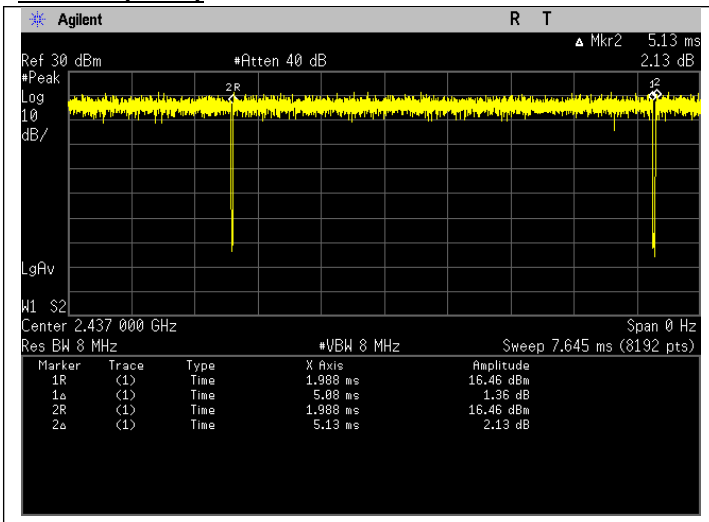 Agilent R T
Δ Mkr2 5.13 ms
Ref 30 dBm #Atten 40 dB 2.13 dB
#Peak
Log
10
dB/
2R
1 2
LgAv
W1 S2
Center 2.437 000 GHz Span 0 Hz
Res BW 8 MHz #VBW 8 MHz Sweep 7.645 ms (8192 pts)
Marker Trace Type X Axis Amplitude
1R (1) Time 1.988 ms 16.46 dBm
1Δ (1) Time 5.08 ms 1.36 dB
2R (1) Time 1.988 ms 16.46 dBm
2Δ (1) Time 5.13 ms 2.13 dB